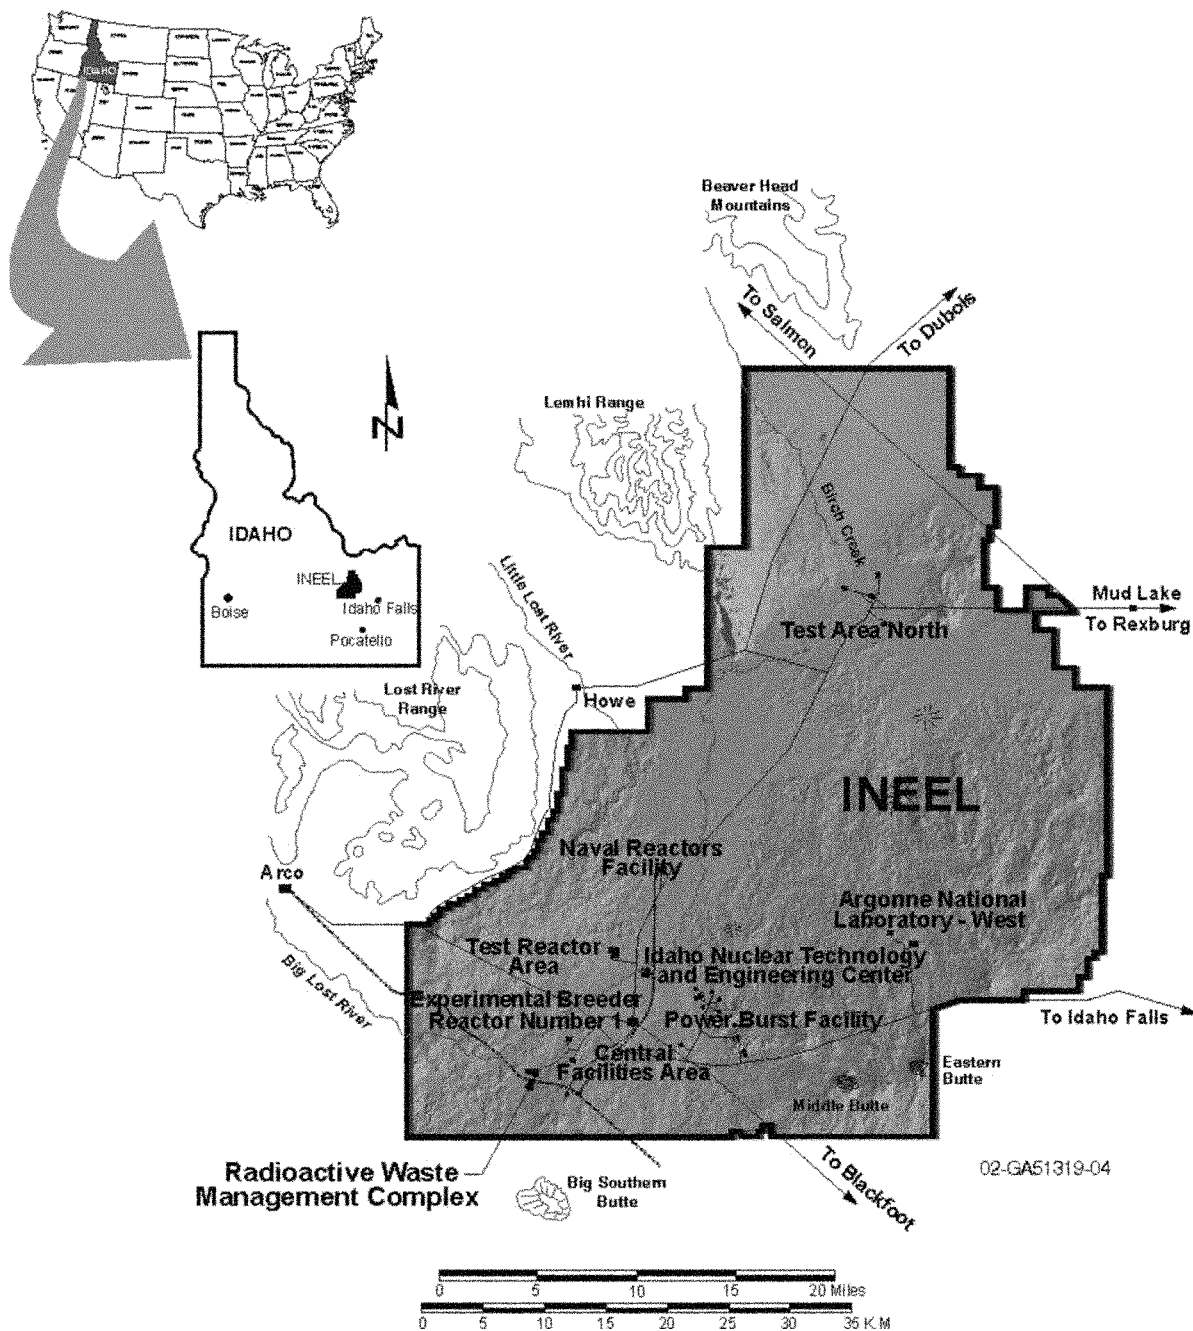 IDAHO
Beaver Head
Mountains
To Salmon
To Dubois
Lemhi Range
N
Birch Creek
IDAHO
INEEL
Boise
Idaho Falls
Pocatello
Little Lost River
Mud Lake
To Rexburg
Test Area North
Lost River
Range
Howe
INEEL
Naval Reactors
Facility
Arco
Argonne National
Laboratory - West
Test Reactor
Area
Idaho Nuclear Technology
and Engineering Center
Big Lost River
Experimental Breeder
Reactor Number 1
Power Burst Facility
To Idaho Falls
Central
Facilities Area
Eastern
Butte
Middle Butte
To Blackfoot
02-GA51319-04
Radioactive Waste
Management Complex
Big Southern
Butte
0 5 10 15 20 Miles
0 5 10 15 20 25 30 35 K.M